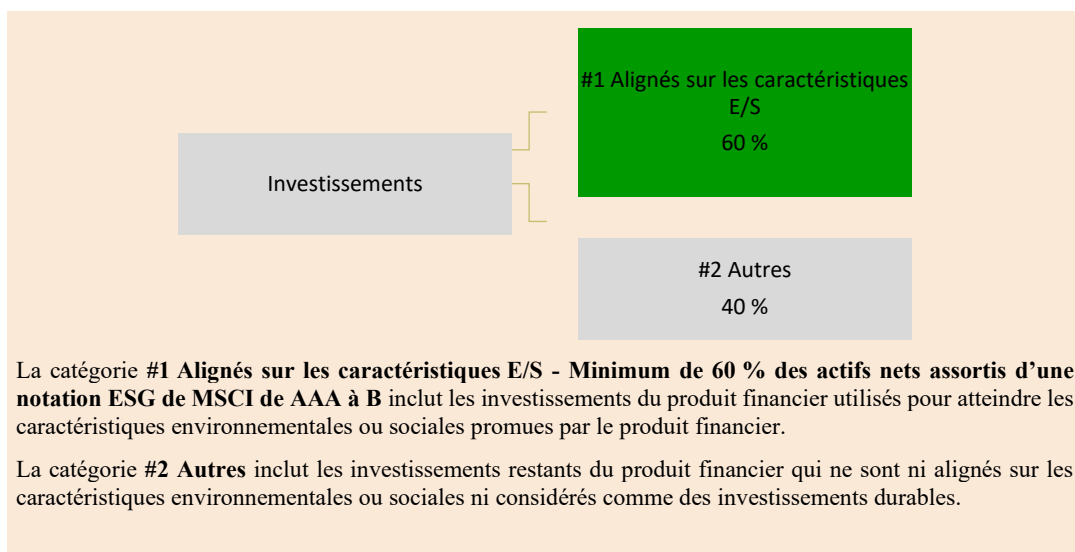 #1 Alignés sur les caractéristiques
E/S
60 %
Investissements
#2 Autres
40 %
La catégorie #1 Alignés sur les caractéristiques E/S - Minimum de 60 % des actifs nets assortis d’une
notation ESG de MSCI de AAA à B inclut les investissements du produit financier utilisés pour atteindre les
caractéristiques environnementales ou sociales promues par le produit financier.
La catégorie #2 Autres inclut les investissements restants du produit financier qui ne sont ni alignés sur les
caractéristiques environnementales ou sociales ni considérés comme des investissements durables.